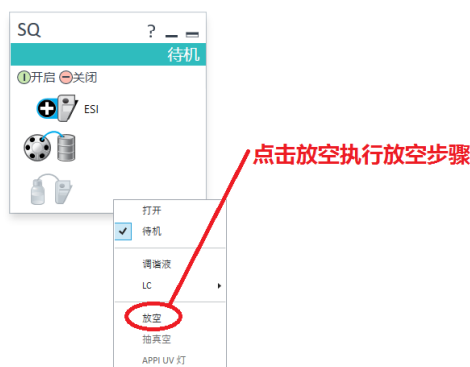 SQ ?
待机
开启 关闭
ESI
点击放空执行放空步骤
打开
待机
调谐液
LC
放空
抽真空
APPI UV 灯